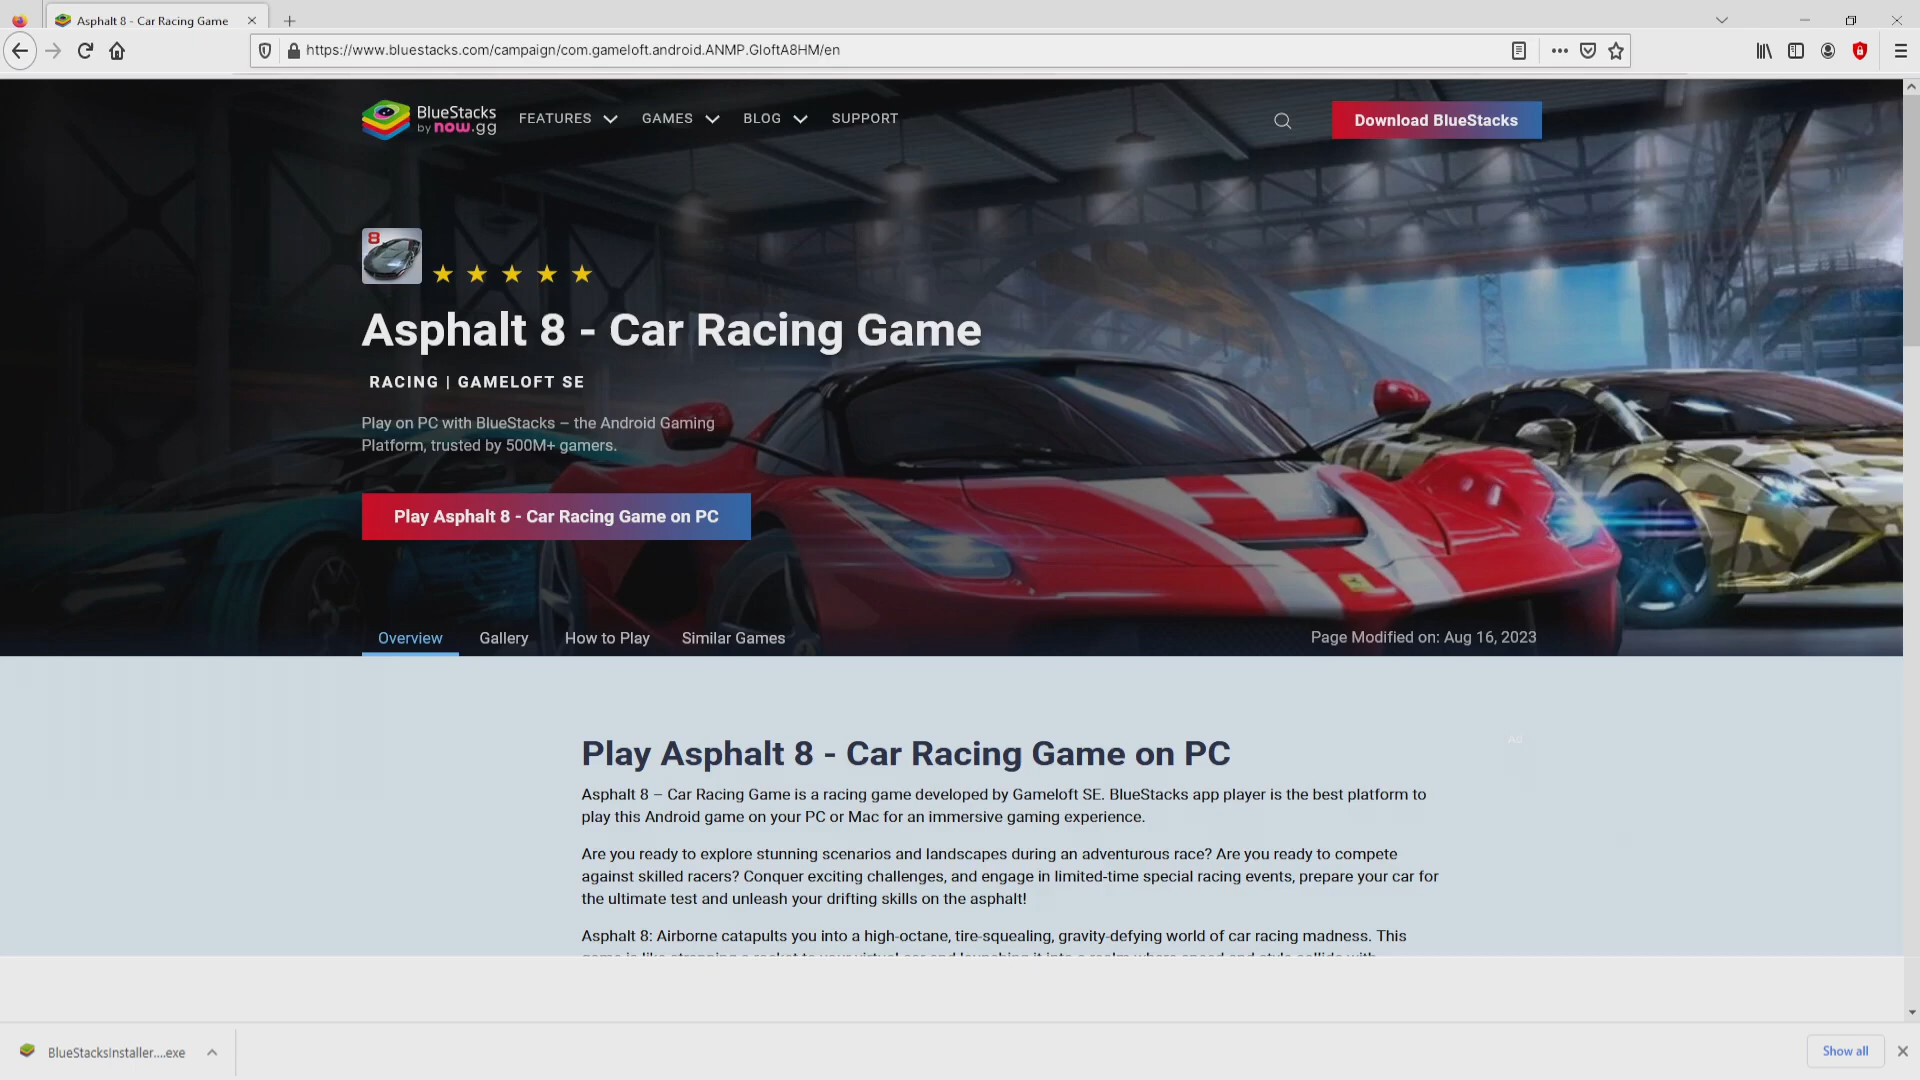 Asphalt 8 - Car Racing Game
https://www.bluestacks.com/campaign/com.gameloft.android.ANMP.GloftA8HM/en
BlueStacks
by now.gg
FEATURES
GAMES
BLOG
SUPPORT
Download BlueStacks
8
Asphalt 8 - Car Racing Game
RACING | GAMELOFT SE
Play on PC with BlueStacks – the Android Gaming
Platform, trusted by 500M+ gamers.
Play Asphalt 8 - Car Racing Game on PC
Overview
Gallery
How to Play
Similar Games
Page Modified on: Aug 16, 2023
Play Asphalt 8 - Car Racing Game on PC
Ad
Asphalt 8 – Car Racing Game is a racing game developed by Gameloft SE. BlueStacks app player is the best platform to
play this Android game on your PC or Mac for an immersive gaming experience.
Are you ready to explore stunning scenarios and landscapes during an adventurous race? Are you ready to compete
against skilled racers? Conquer exciting challenges, and engage in limited-time special racing events, prepare your car for
the ultimate test and unleash your drifting skills on the asphalt!
Asphalt 8: Airborne catapults you into a high-octane, tire-squealing, gravity-defying world of car racing madness. This
BlueStacksInstaller....exe
Show all